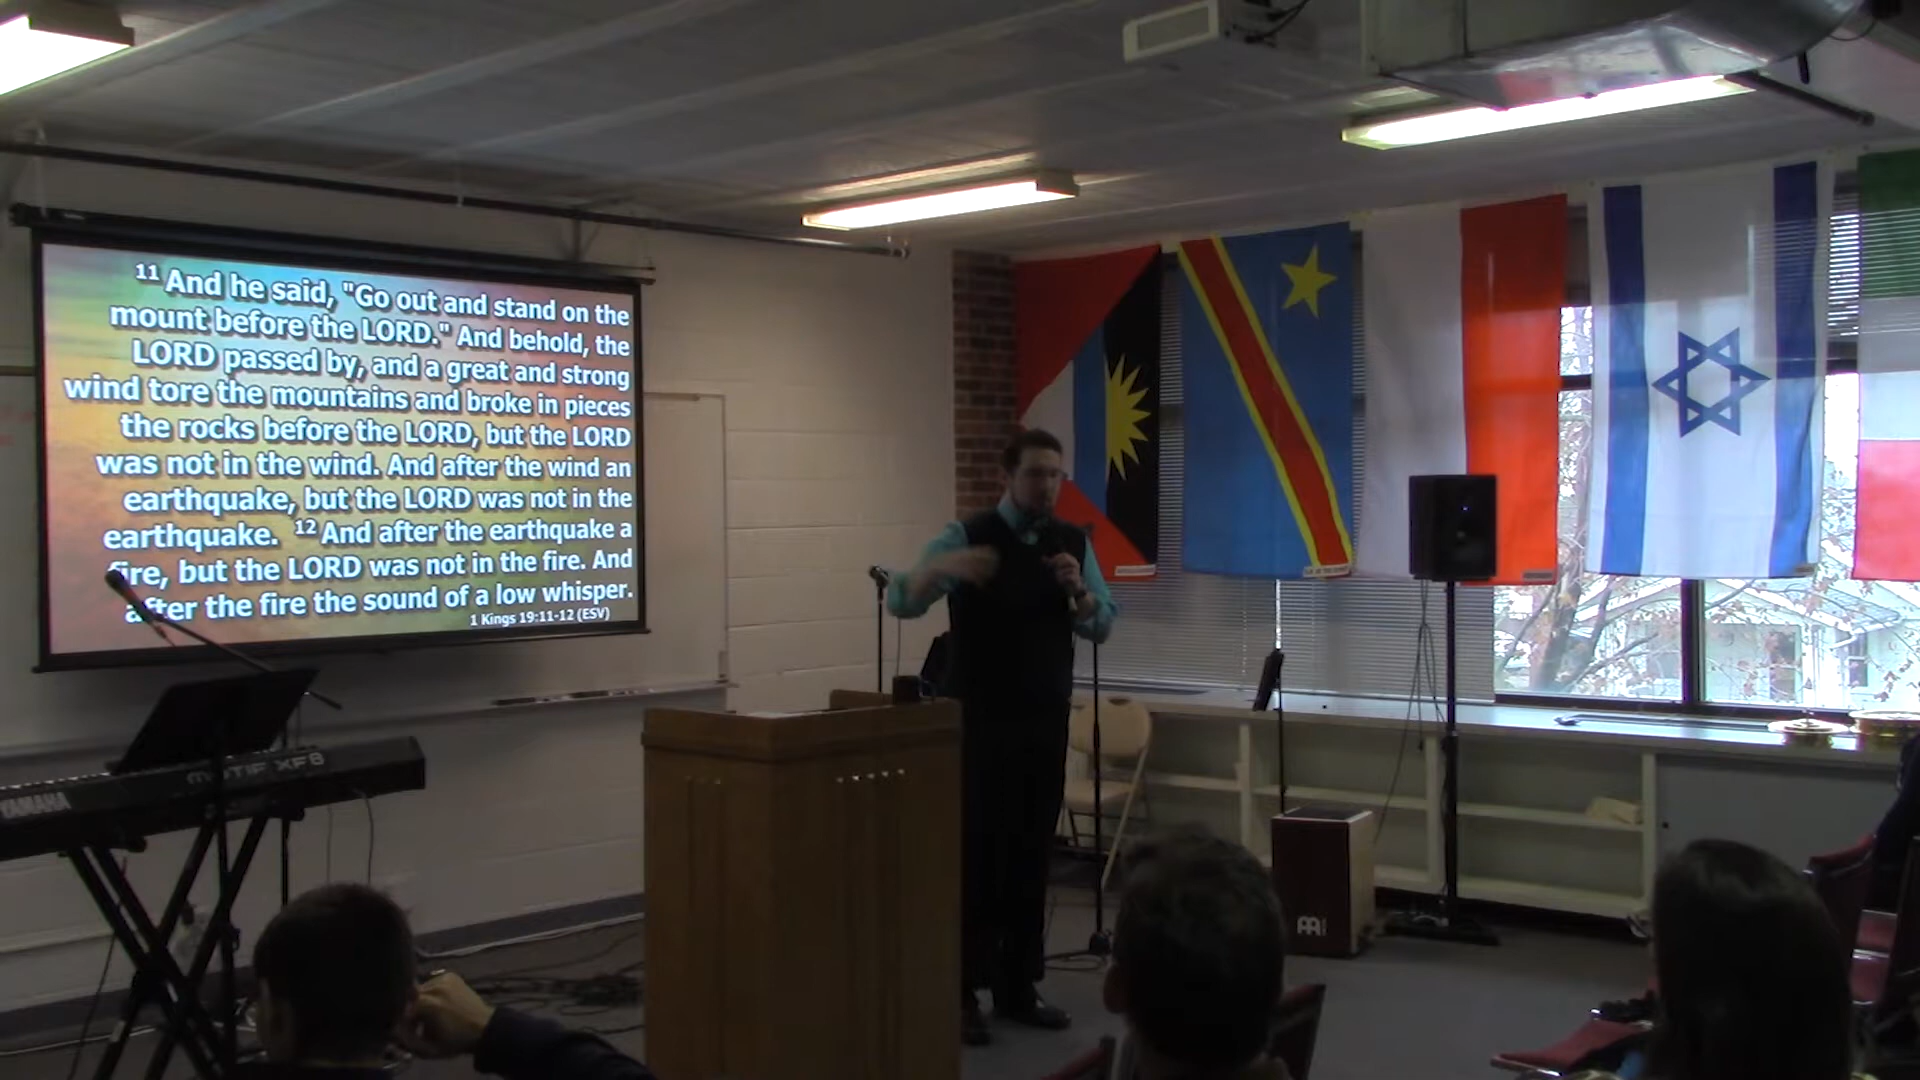 11 And he said, "Go out and stand on the
mount before the LORD." And behold, the
LORD passed by, and a great and strong
wind tore the mountains and broke in pieces
the rocks before the LORD, but the LORD
was not in the wind. And after the wind an
earthquake, but the LORD was not in the
earthquake. 12 And after the earthquake a
fire, but the LORD was not in the fire. And
after the fire the sound of a low whisper.
1 Kings 19:11-12 (ESV)
YAMAHA
MOTIF XF8